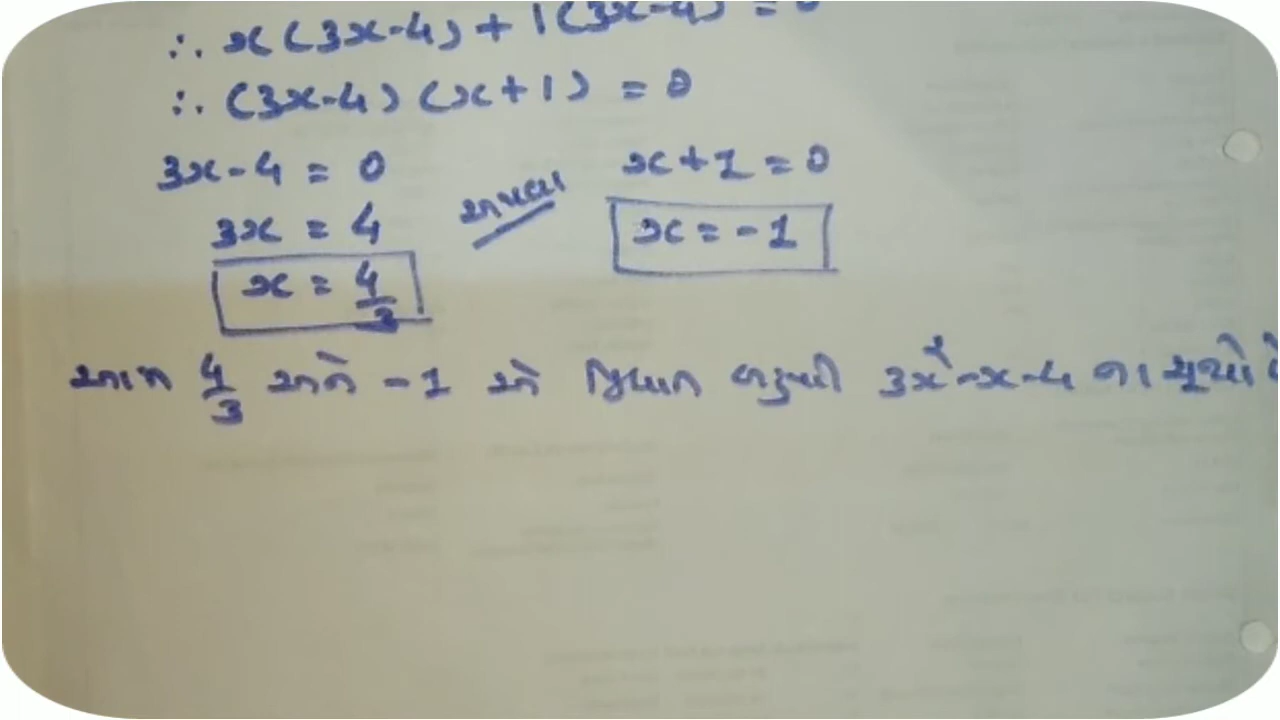 ∴ x(3x-4)+1(3x-4) = 0
∴ (3x-4) (x+1) = 0
3x-4 = 0 અથવા x+1 = 0
3x = 4 x = -1
x = 4/3
આમ 4/3 અને -1 એ દ્વિઘાત બહુપદી 3x²-x-4 ના શૂન્યો